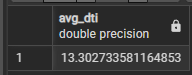 avg_dti
double precision
1
13.302733581164853